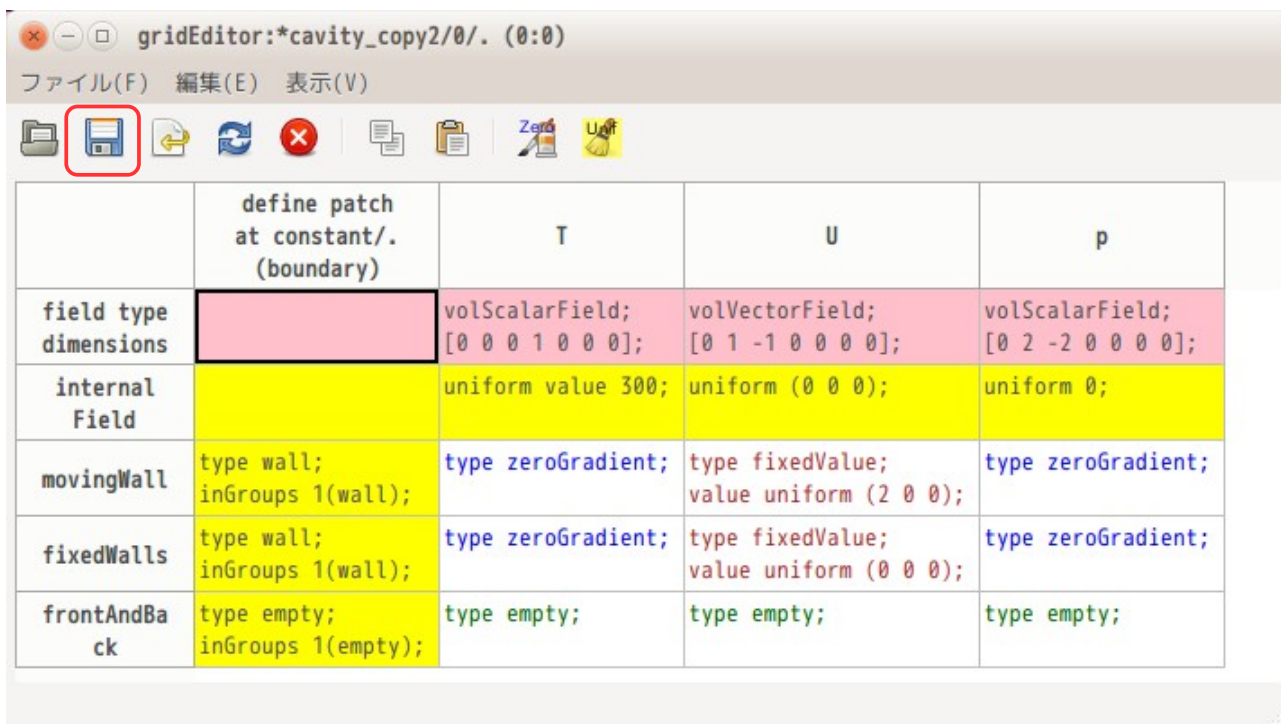 gridEditor:*cavity_copy2/0/. (0:0)
ファイル(F) 編集(E) 表示(V)
Zero Unif
define patch
at constant/.
(boundary)
T
U
p
field type
dimensions
volScalarField;
[0 0 0 1 0 0 0];
volVectorField;
[0 1 -1 0 0 0 0];
volScalarField;
[0 2 -2 0 0 0 0];
internal
Field
uniform value 300;
uniform (0 0 0);
uniform 0;
movingWall
type wall;
inGroups 1(wall);
type zeroGradient;
type fixedValue;
value uniform (2 0 0);
type zeroGradient;
fixedWalls
type wall;
inGroups 1(wall);
type zeroGradient;
type fixedValue;
value uniform (0 0 0);
type zeroGradient;
frontAndBa
ck
type empty;
inGroups 1(empty);
type empty;
type empty;
type empty;